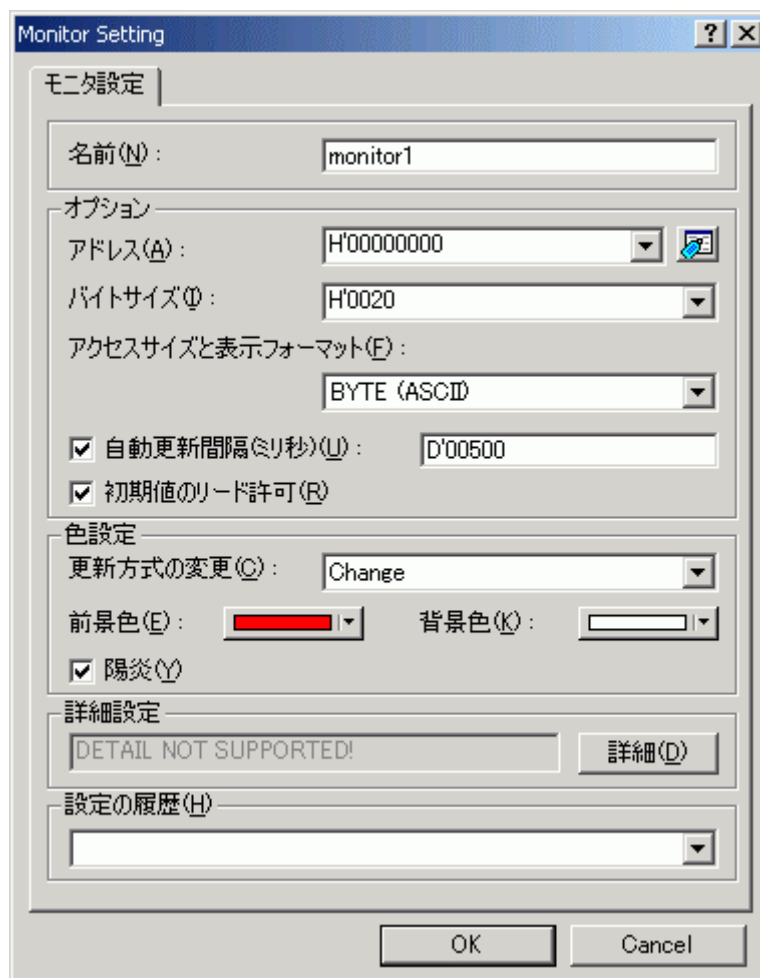 Monitor Setting
モニタ設定
名前(N) : monitor1
オプション
アドレス(A) : H'00000000
バイトサイズ(I) : H'0020
アクセスサイズと表示フォーマット(F) :
BYTE (ASCII)
自動更新間隔(ミリ秒)(U) : D'00500
初期値のリード許可(R)
色設定
更新方式の変更(C) : Change
前景色(E) : 背景色(K) :
陽炎(Y)
詳細設定
DETAIL NOT SUPPORTED! 詳細(D)
設定の履歴(H)
OK Cancel